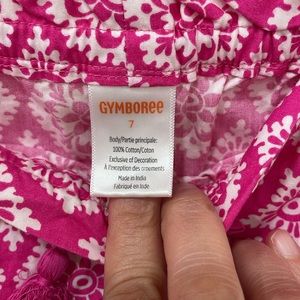 GYMBOREE
7
Body/Partie principale:
100% Cotton/Coton
Exclusive of Decoration
À l'exception des ornements
Made in India
Fabriqué en Inde